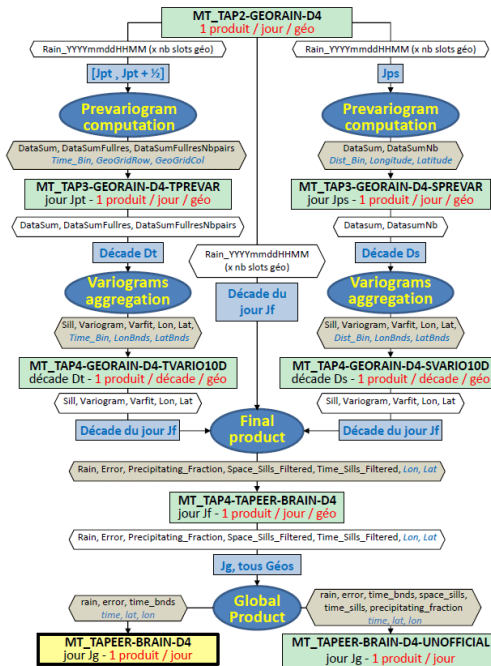 MT_TAP2-GEORAIN-D4
1 produit / jour / géo
Rain_YYYYmmddHHMM (x nb slots géo)
Rain_YYYYmmddHHMM (x nb slots géo)
[Jpt , Jpt + ½]
Jps
Prevariogram
computation
Prevariogram
computation
DataSum, DataSumFullres, DataSumFullresNbpairs
Time_Bin, GeoGridRow, GeoGridCol
DataSum, DataSumNb
Dist_Bin, Longitude, Latitude
MT_TAP3-GEORAIN-D4-TPREVAR
jour Jpt - 1 produit / jour / géo
MT_TAP3-GEORAIN-D4-SPREVAR
jour Jps - 1 produit / jour / géo
DataSum, DataSumFullres, DataSumFullresNbpairs
Datasum, DatasumNb
Décade Dt
Rain_YYYYmmddHHMM
(x nb slots géo)
Décade Ds
Variograms
aggregation
Décade du
jour Jf
Variograms
aggregation
Sill, Variogram, Varfit, Lon, Lat,
Time_Bin, LonBnds, LatBnds
Sill, Variogram, Varfit, Lon, Lat,
Dist_Bin, LonBnds, LatBnds
MT_TAP4-GEORAIN-D4-TVARIO10D
décade Dt - 1 produit / décade / géo
MT_TAP4-GEORAIN-D4-SVARIO10D
décade Ds - 1 produit / décade / géo
Sill, Variogram, Varfit, Lon, Lat
Sill, Variogram, Varfit, Lon, Lat,
Décade du jour Jf
Final
product
Décade du jour Jf
Rain, Error, Precipitating_Fraction, Space_Sills_Filtered, Time_Sills_Filtered, Lon, Lat
MT_TAP4-TAPEER-BRAIN-D4
jour Jf - 1 produit / jour / géo
Rain, Error, Precipitating_Fraction, Space_Sills_Filtered, Time_Sills_Filtered, Lon, Lat
Jg, tous Géos
rain, error, time_bnds
time, lat, lon
Global
Product
rain, error, time_bnds, space_sills,
time_sills, precipitating_fraction
time, lat, lon
MT_TAPEER-BRAIN-D4
jour Jg - 1 produit / jour
MT_TAPEER-BRAIN-D4-UNOFFICIAL
jour Jg - 1 produit / jour